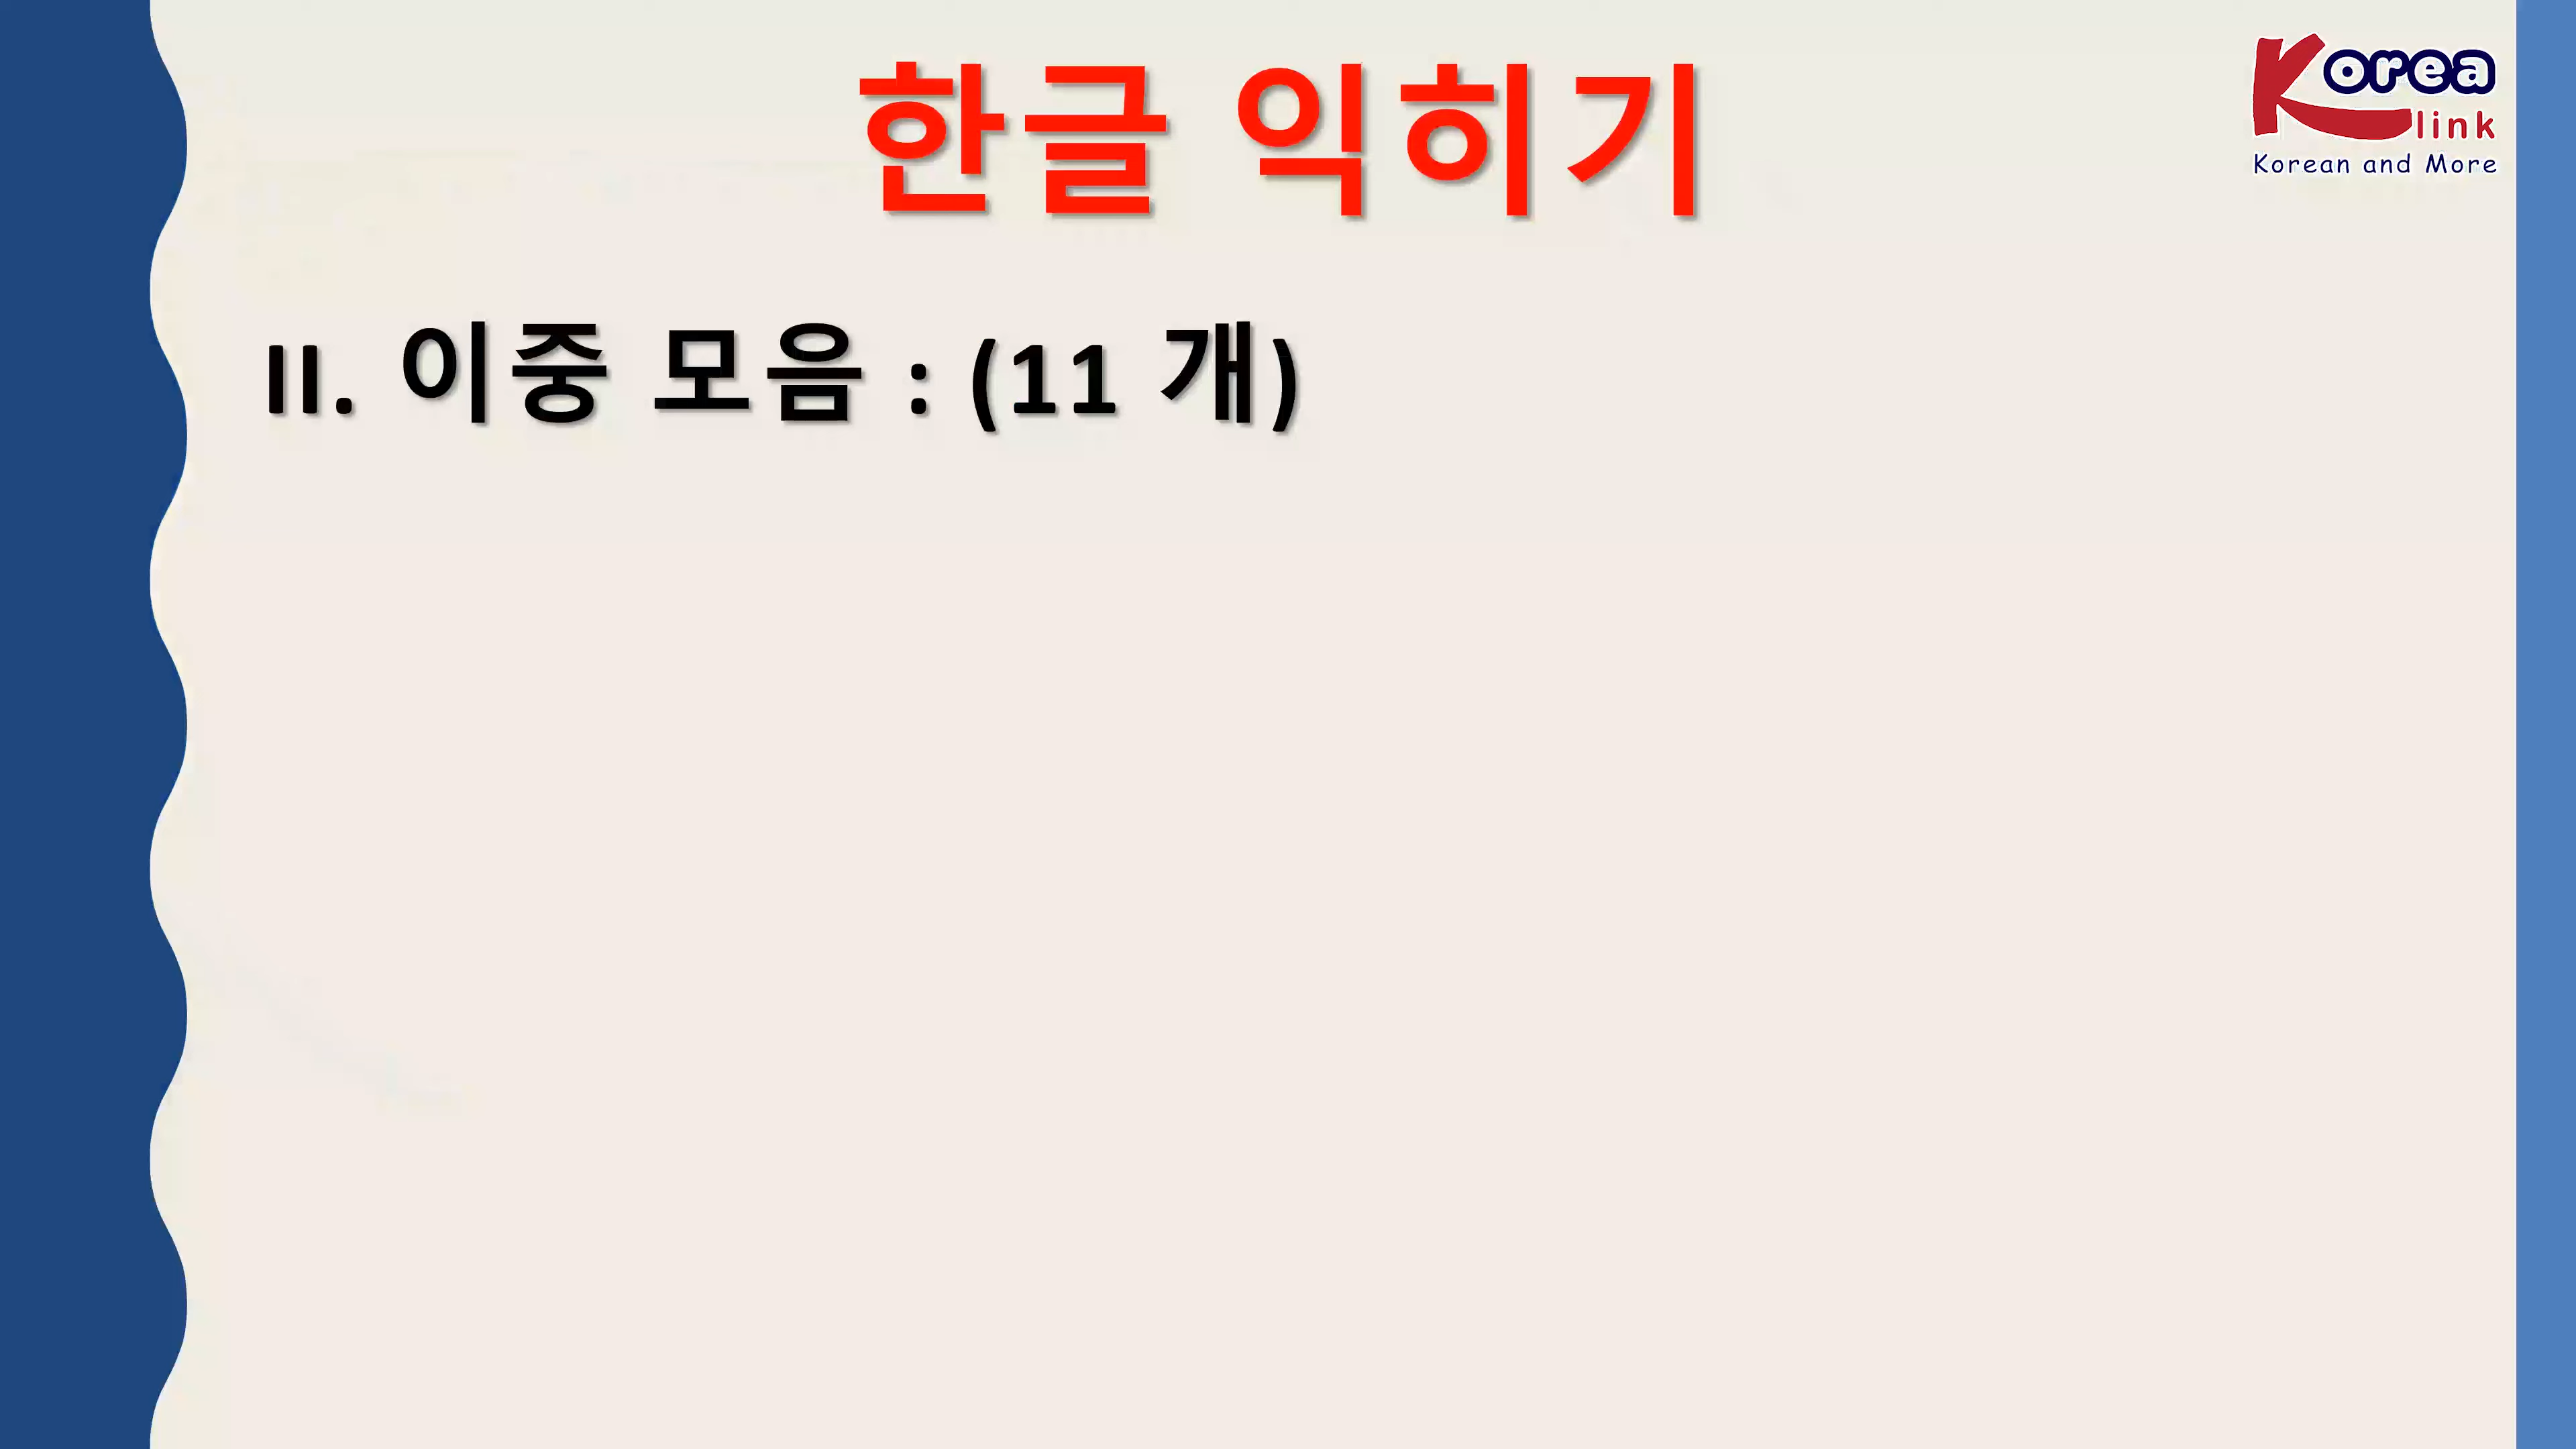 한글 익히기
Korea
link
Korean and More
II. 이중 모음 : (11 개)